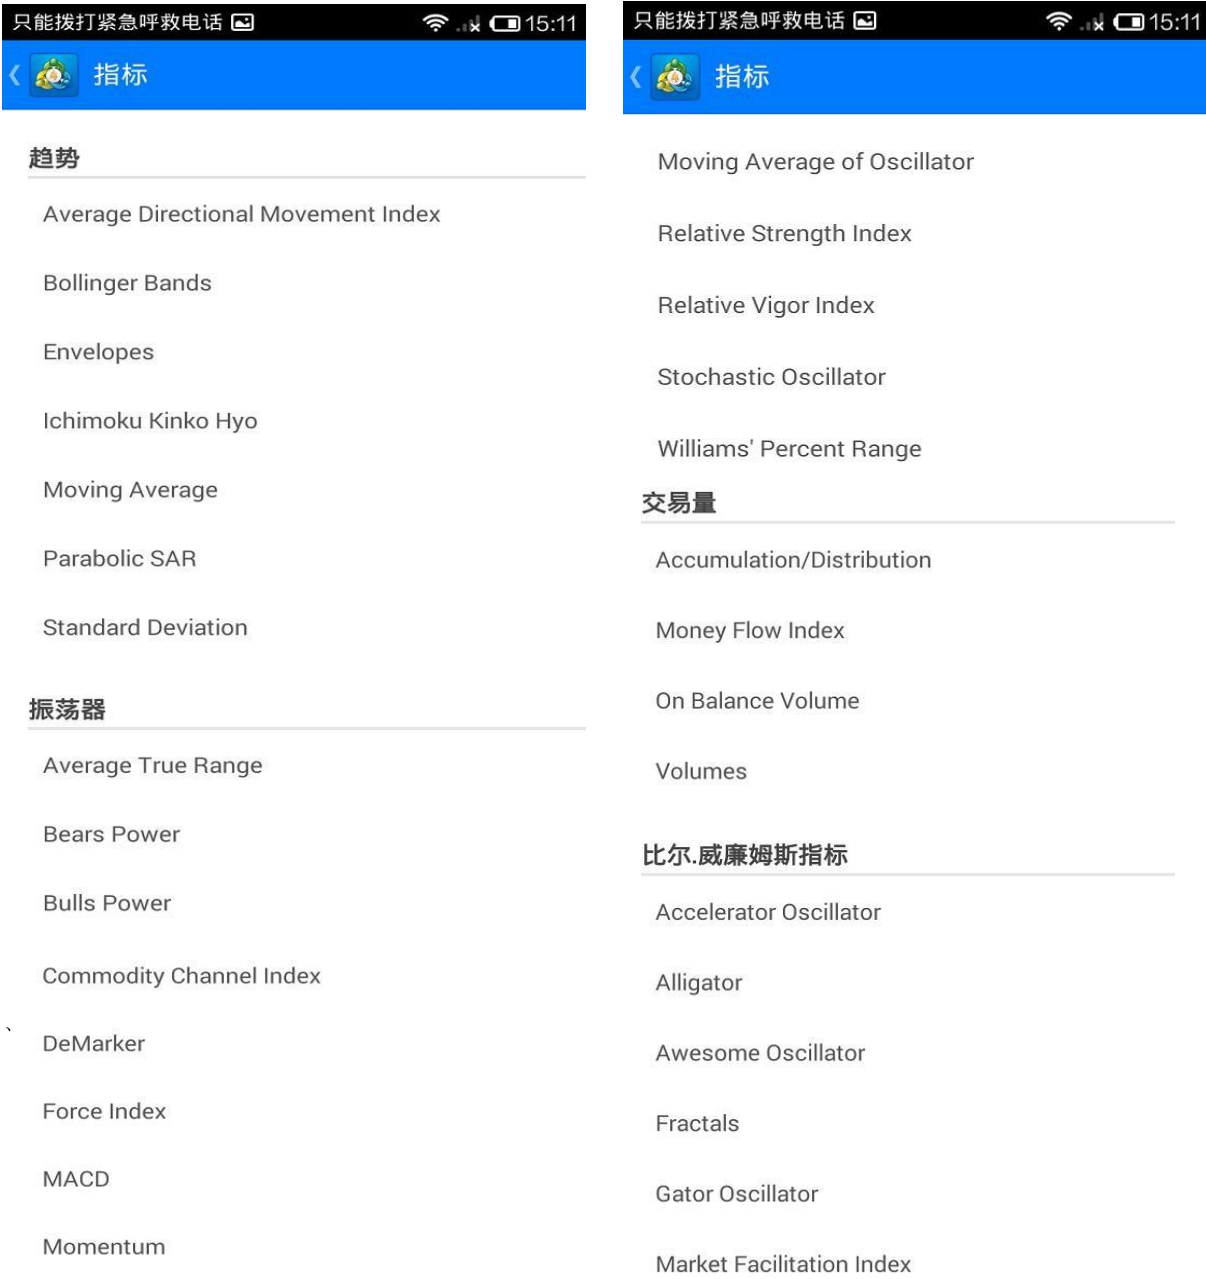 只能拨打紧急呼救电话 15:11
指标
趋势
Average Directional Movement Index
Bollinger Bands
Envelopes
Ichimoku Kinko Hyo
Moving Average
Parabolic SAR
Standard Deviation
振荡器
Average True Range
Bears Power
Bulls Power
Commodity Channel Index
、
DeMarker
Force Index
MACD
Momentum
只能拨打紧急呼救电话 15:11
指标
Moving Average of Oscillator
Relative Strength Index
Relative Vigor Index
Stochastic Oscillator
Williams' Percent Range
交易量
Accumulation/Distribution
Money Flow Index
On Balance Volume
Volumes
比尔.威廉姆斯指标
Accelerator Oscillator
Alligator
Awesome Oscillator
Fractals
Gator Oscillator
Market Facilitation Index